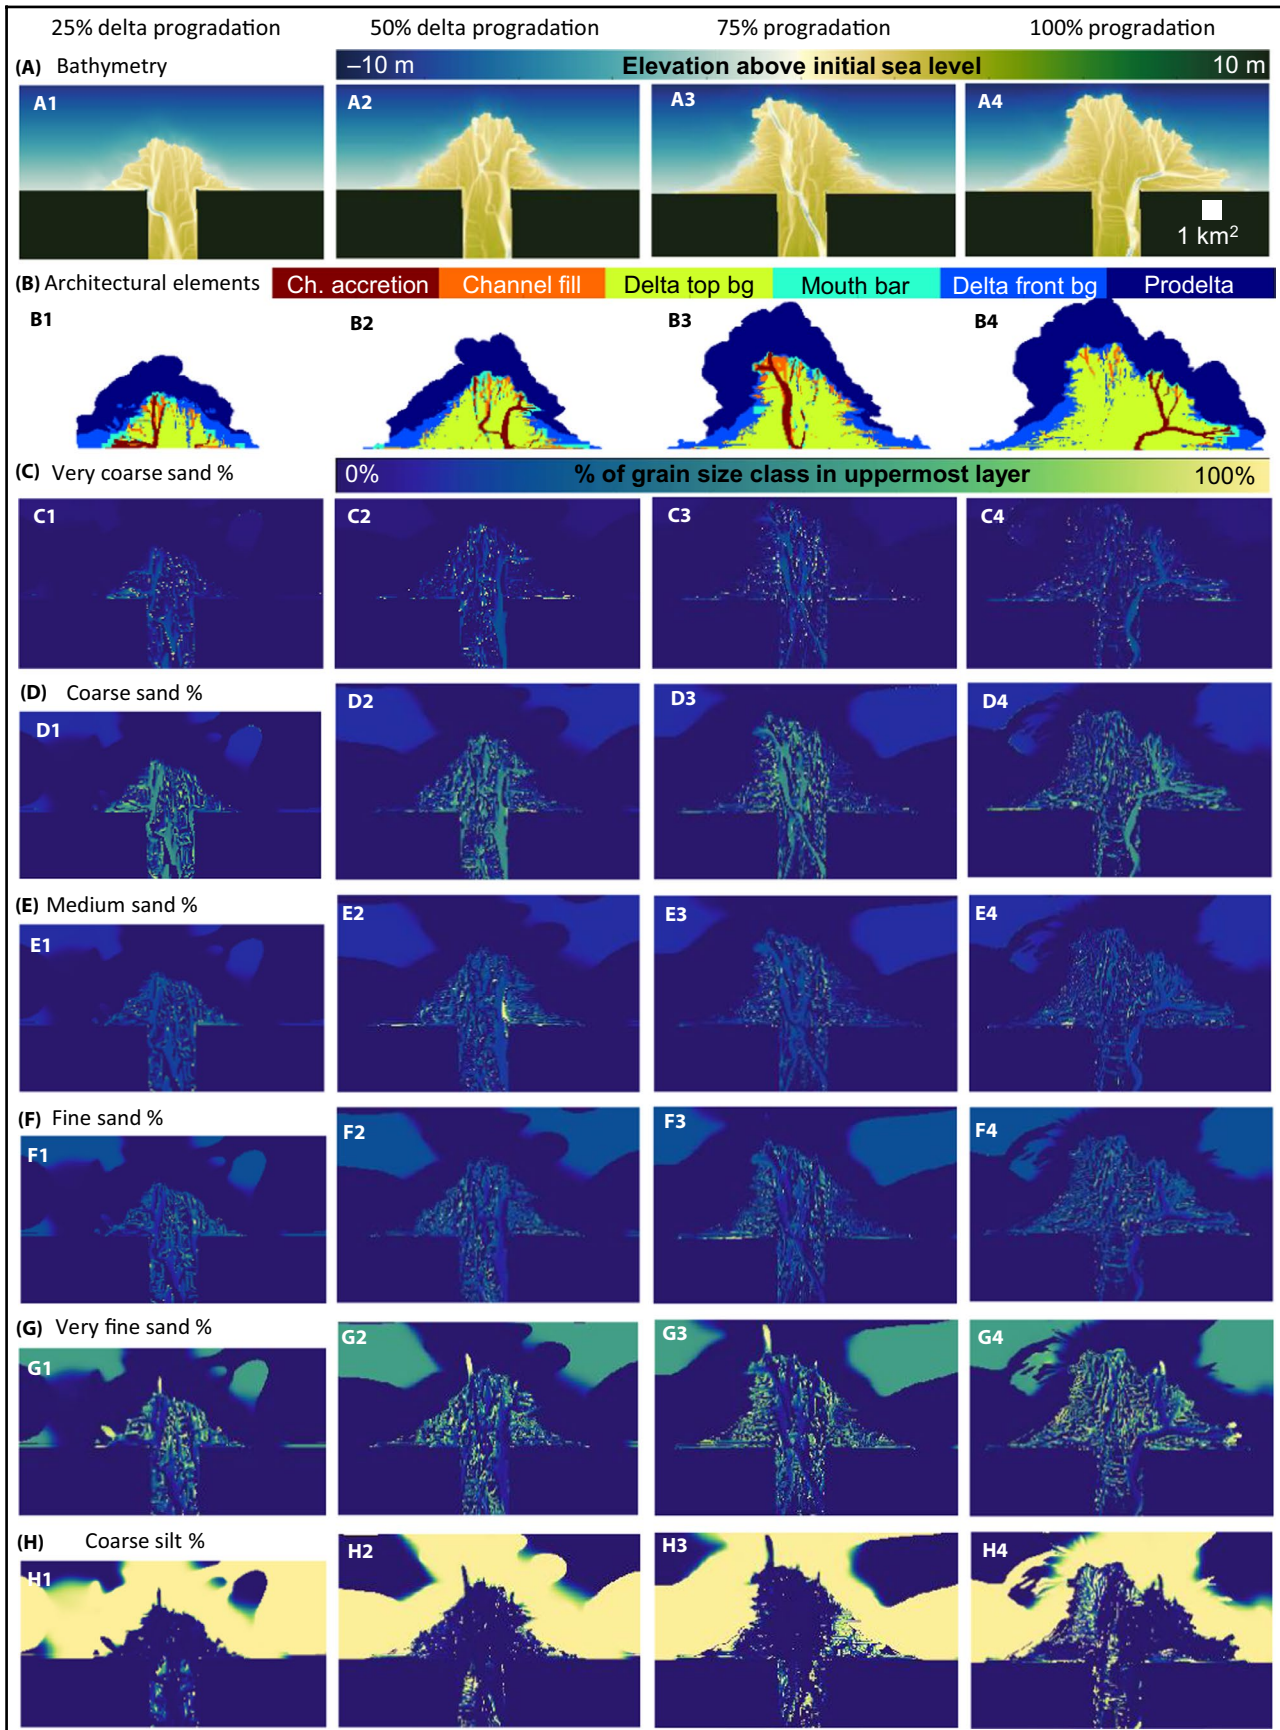 25% delta progradation 50% delta progradation 75% progradation 100% progradation
(A) Bathymetry –10 m Elevation above initial sea level 10 m
A1 A2 A3 A4
1 km²
(B) Architectural elements Ch. accretion Channel fill Delta top bg Mouth bar Delta front bg Prodelta
B1 B2 B3 B4
(C) Very coarse sand % 0% % of grain size class in uppermost layer 100%
C1 C2 C3 C4
(D) Coarse sand %
D1 D2 D3 D4
(E) Medium sand %
E1 E2 E3 E4
(F) Fine sand %
F1 F2 F3 F4
(G) Very fine sand %
G1 G2 G3 G4
(H) Coarse silt %
H1 H2 H3 H4